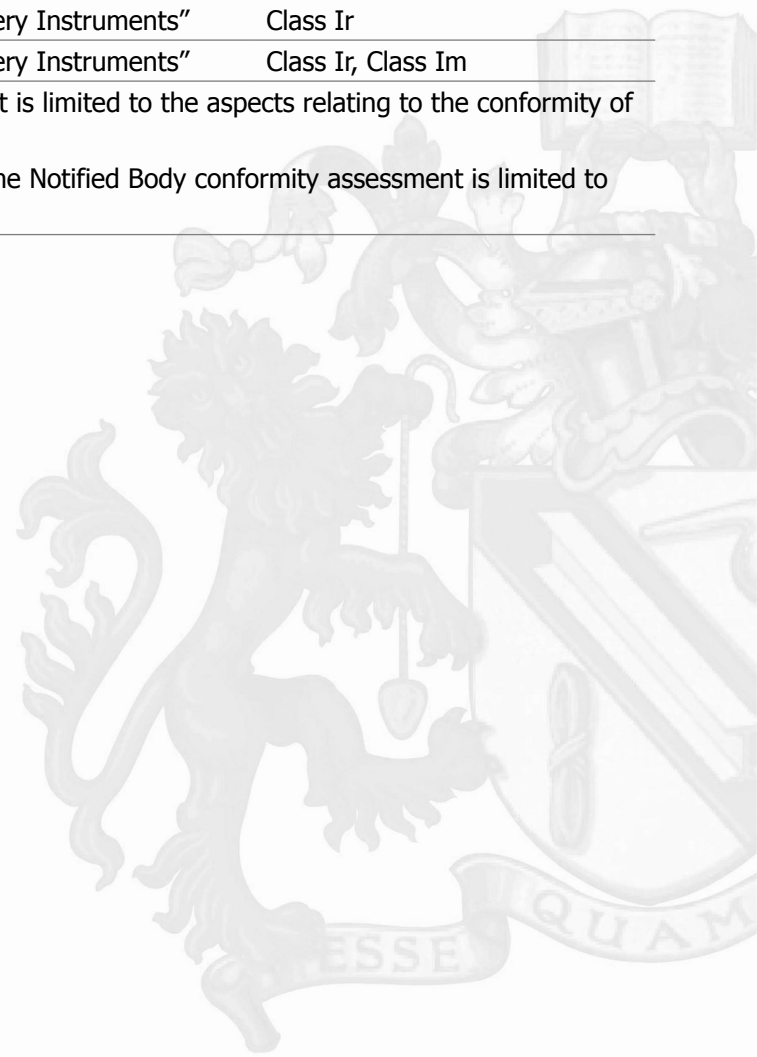 ery Instruments” Class Ir
ery Instruments” Class Ir, Class Im
t is limited to the aspects relating to the conformity of
ne Notified Body conformity assessment is limited to
ESSE QUAM